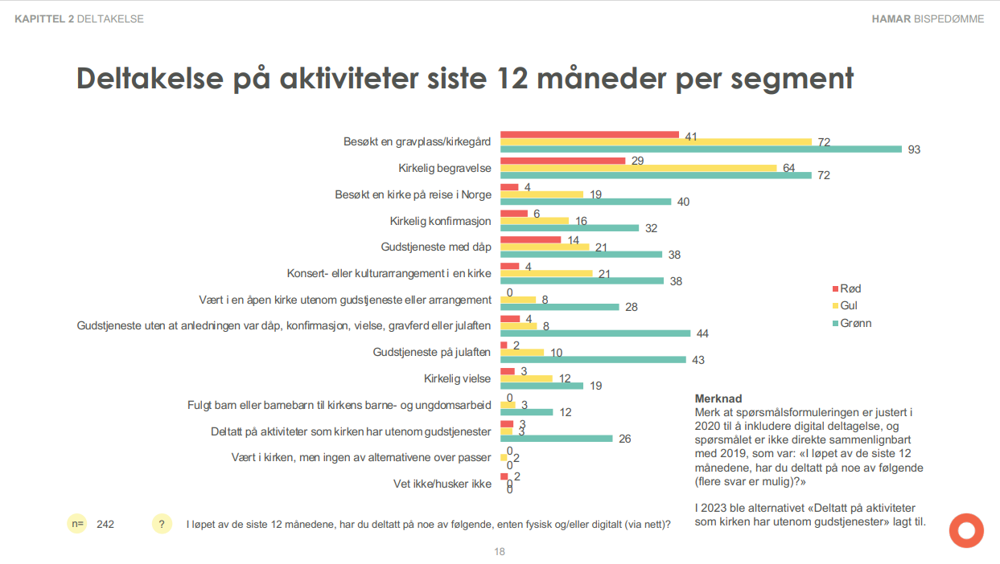 KAPITTEL 2 DELTAKELSE
HAMAR BISPEDØMME
Deltakelse på aktiviteter siste 12 måneder per segment
Besøkt en gravplass/kirkegård
41
72
93
Kirkelig begravelse
29
64
72
Besøkt en kirke på reise i Norge
4
19
40
Kirkelig konfirmasjon
6
16
32
Gudstjeneste med dåp
14
21
38
Konsert- eller kulturarrangement i en kirke
4
21
38
Vært i en åpen kirke utenom gudstjeneste eller arrangement
0
8
28
Gudstjeneste uten at anledningen var dåp, konfirmasjon, vielse, gravferd eller julaften
4
8
44
Gudstjeneste på julaften
2
10
43
Kirkelig vielse
3
12
19
Fulgt barn eller barnebarn til kirkens barne- og ungdomsarbeid
0
3
12
Deltatt på aktiviteter som kirken har utenom gudstjenester
3
3
26
Vært i kirken, men ingen av alternativene over passer
0
2
0
Vet ikke/husker ikke
2
0
0
Rød
Gul
Grønn
Merknad
Merk at spørsmålsformuleringen er justert i
2020 til å inkludere digital deltagelse, og
spørsmålet er ikke direkte sammenlignbart
med 2019, som var: «I løpet av de siste 12
månedene, har du deltatt på noe av følgende
(flere svar er mulig)?»
I 2023 ble alternativet «Deltatt på aktiviteter
som kirken har utenom gudstjenester» lagt til.
n= 242
? I løpet av de siste 12 månedene, har du deltatt på noe av følgende, enten fysisk og/eller digitalt (via nett)?
18